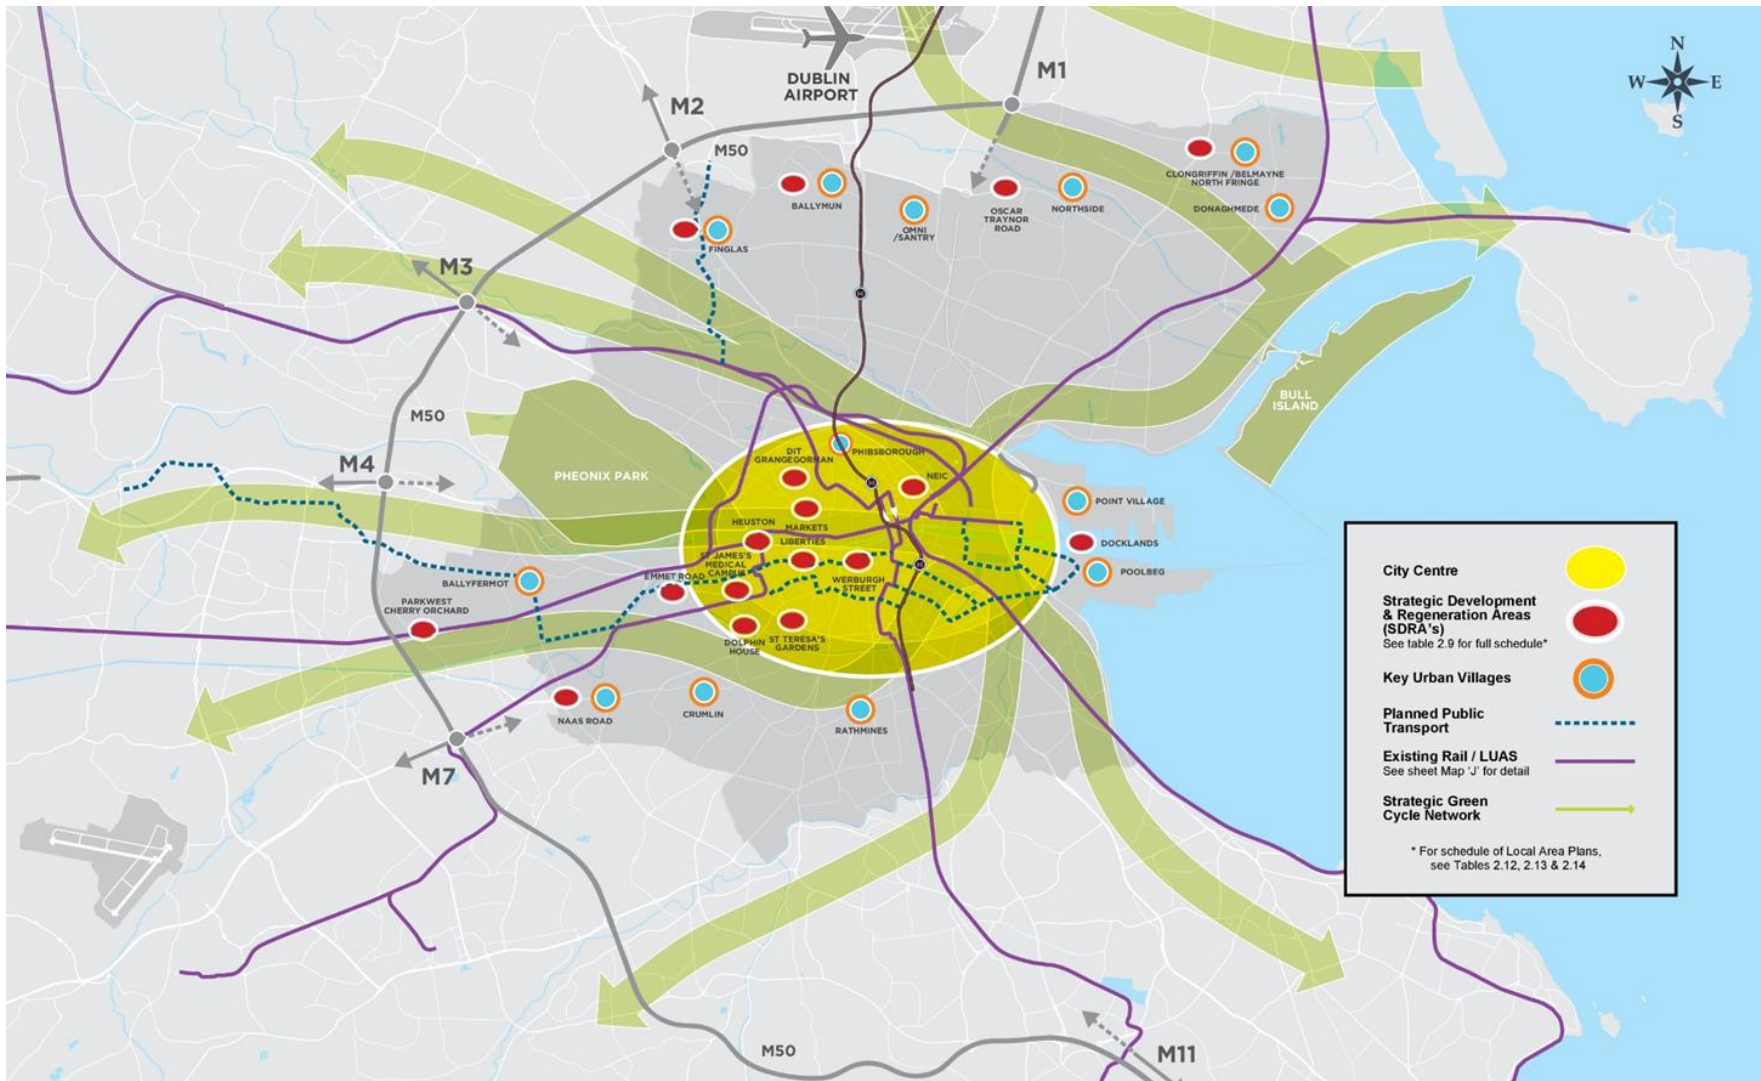 N
W
E
S
M1
DUBLIN
AIRPORT
M2
M50
CLONGRIFFIN /BELMAYNE
NORTH FRINGE
BALLYMUN
OSCAR
TRAYNOR
ROAD
NORTHSIDE
DONAGHMEDE
OMNI
/SANTRY
FINGLAS
M3
BULL
ISLAND
M50
M4
PHEONIX PARK
DIT
GRANGEGORMAN
PHIBSBOROUGH
NEIC
POINT VILLAGE
HEUSTON
MARKETS
LIBERTIES
DOCKLANDS
ST JAMES'S
MEDICAL
CAMPUS
EMMET ROAD
WERBURGH
STREET
POOLBEG
BALLYFERMOT
PARKWEST
CHERRY ORCHARD
DOLPHIN
HOUSE
ST TERESA'S
GARDENS
NAAS ROAD
CRUMLIN
RATHMINES
M7
M50
M11
City Centre
Strategic Development
& Regeneration Areas
(SDRA's)
See table 2.9 for full schedule*
Key Urban Villages
Planned Public
Transport
Existing Rail / LUAS
See sheet Map 'J' for detail
Strategic Green
Cycle Network
* For schedule of Local Area Plans,
see Tables 2.12, 2.13 & 2.14